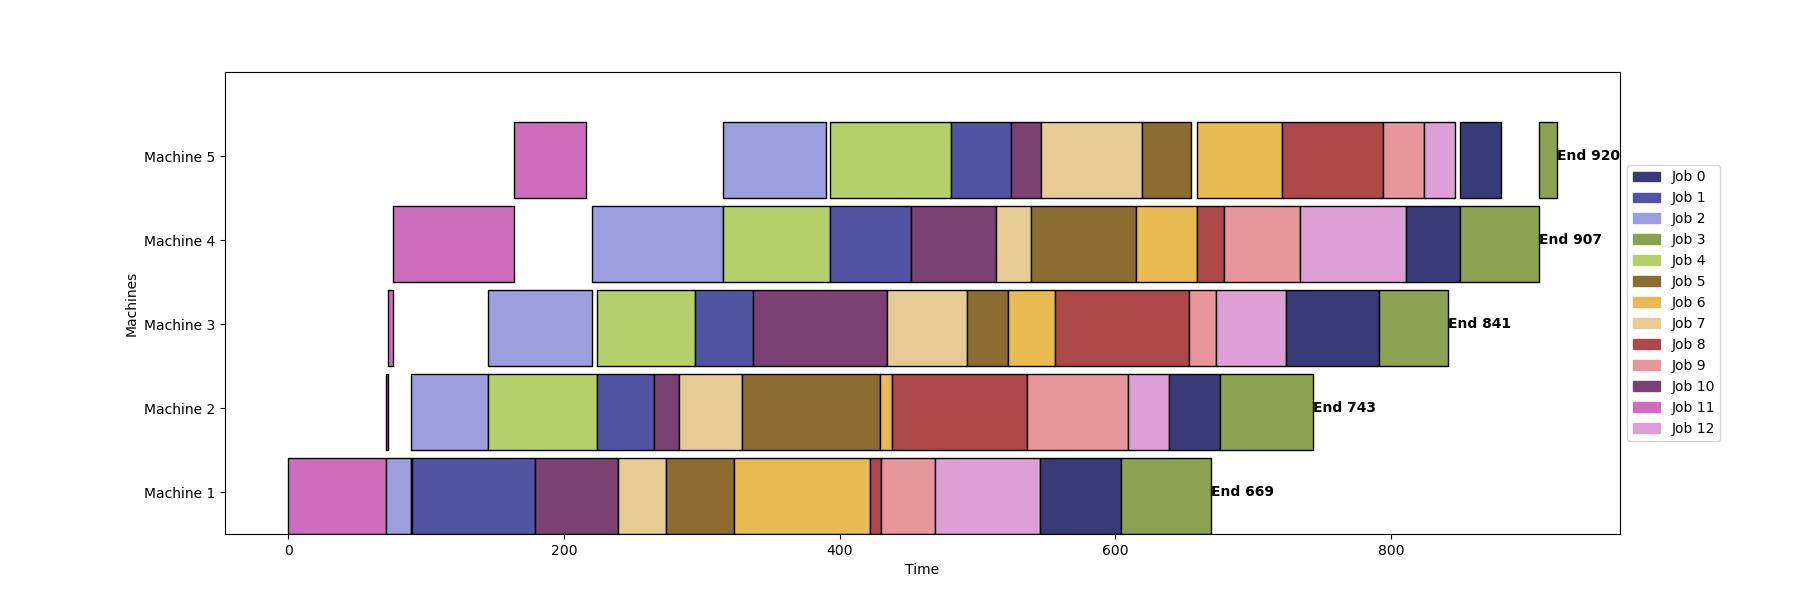 Machine 5
End 920
Machine 4
End 907
Machine 3
End 841
Machine 2
End 743
Machine 1
End 669
Machines
0 200 400 600 800
Time
Job 0
Job 1
Job 2
Job 3
Job 4
Job 5
Job 6
Job 7
Job 8
Job 9
Job 10
Job 11
Job 12